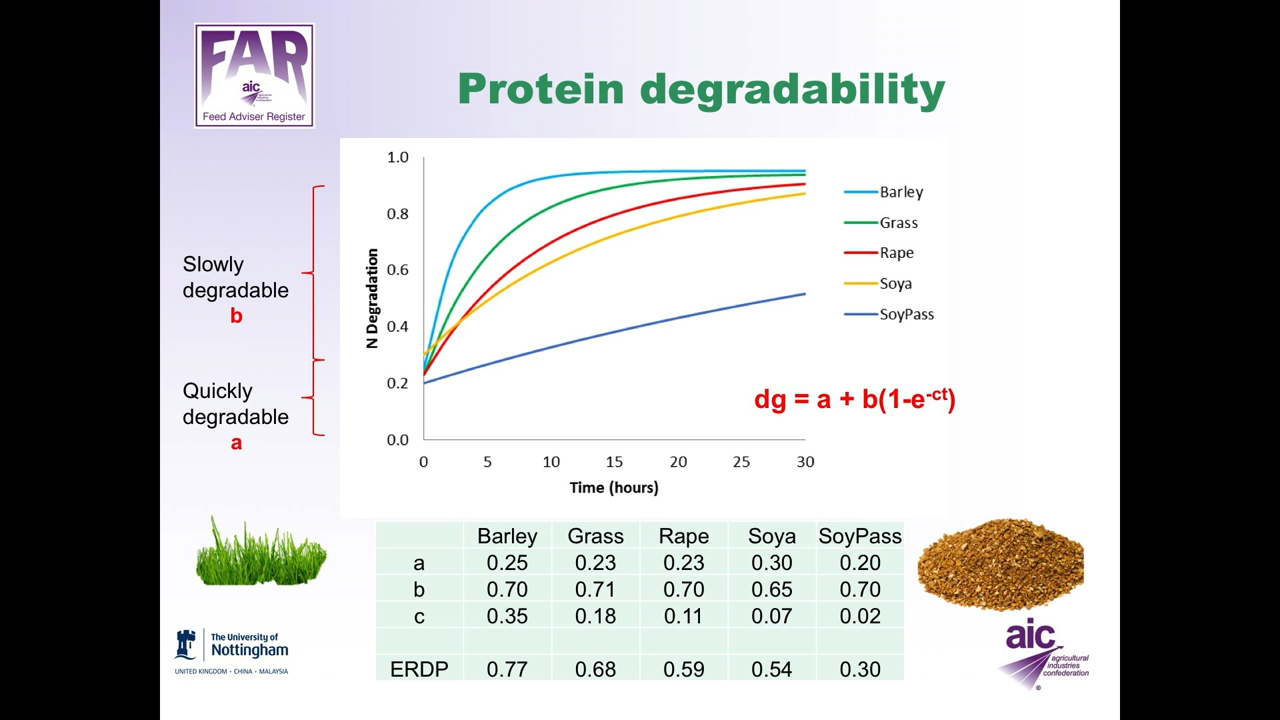 FAR
aic
agricultural
industries
confederation
Feed Adviser Register
Protein degradability
Slowly
degradable
b
Quickly
degradable
a
N Degradation
1.0
0.8
0.6
0.4
0.2
0.0
0 5 10 15 20 25 30
Time (hours)
Barley
Grass
Rape
Soya
SoyPass
dg = a + b(1-e^-ct)
Barley Grass Rape Soya SoyPass
a 0.25 0.23 0.23 0.30 0.20
b 0.70 0.71 0.70 0.65 0.70
c 0.35 0.18 0.11 0.07 0.02
ERDP 0.77 0.68 0.59 0.54 0.30
The University of
Nottingham
UNITED KINGDOM · CHINA · MALAYSIA
aic
agricultural
industries
confederation
®